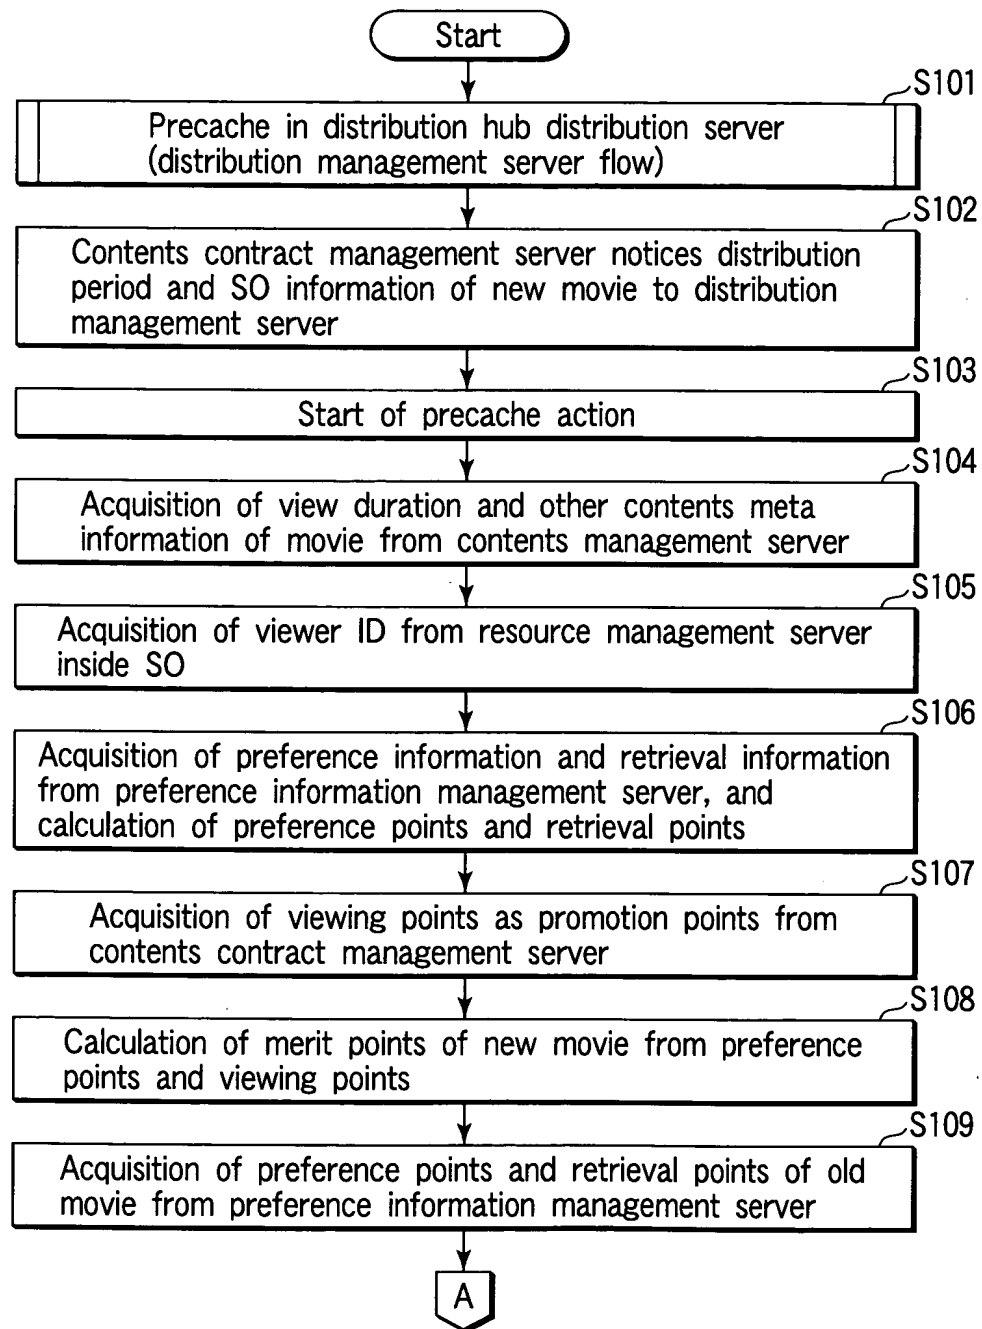 Start
S101
Precache in distribution hub distribution server
(distribution management server flow)
S102
Contents contract management server notices distribution
period and SO information of new movie to distribution
management server
S103
Start of precache action
S104
Acquisition of view duration and other contents meta
information of movie from contents management server
S105
Acquisition of viewer ID from resource management server
inside SO
S106
Acquisition of preference information and retrieval information
from preference information management server, and
calculation of preference points and retrieval points
S107
Acquisition of viewing points as promotion points from
contents contract management server
S108
Calculation of merit points of new movie from preference
points and viewing points
S109
Acquisition of preference points and retrieval points of old
movie from preference information management server
A